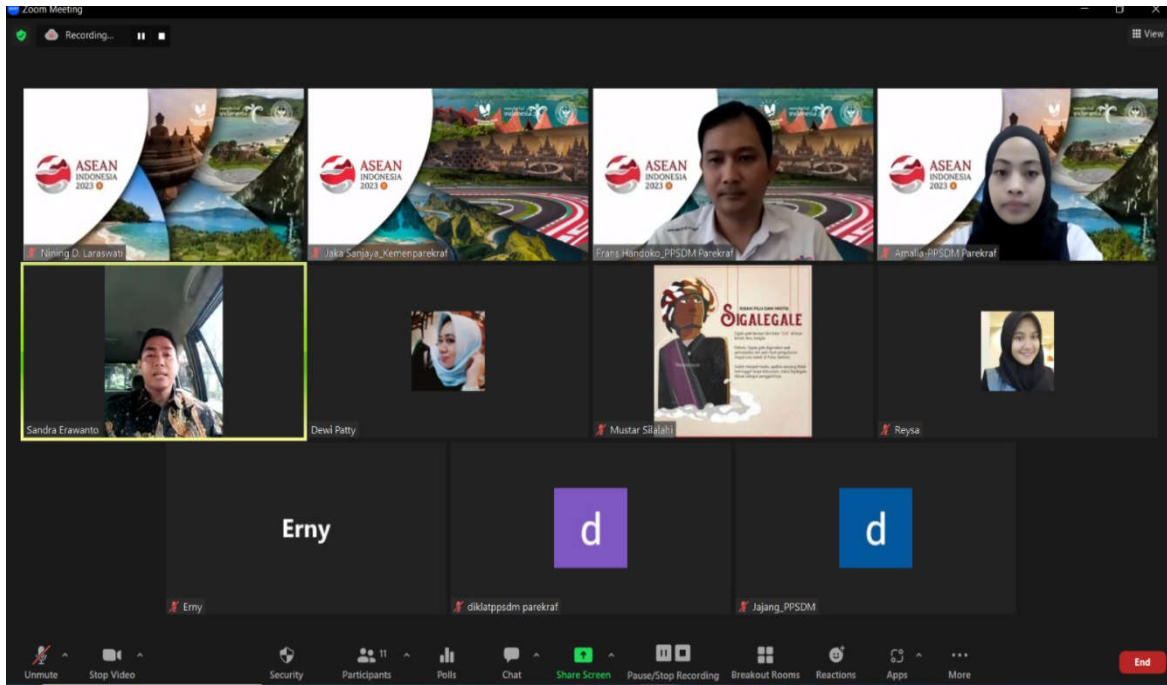 Zoom Meeting
Recording...
View
ASEAN
INDONESIA
2023
Nining D. Laraswati
ASEAN
INDONESIA
2023
Jaka Sanjaya_Kemenparekraf
ASEAN
INDONESIA
2023
Frans Handoko_PPSDM Parekraf
ASEAN
INDONESIA
2023
Amalia-PPSDM Parekraf
Sandra Erawanto
Dewi Patty
SIGALEGALE
Mustar Silalahi
Reysa
Erny
Erny
d
diklatppsdm parekraf
d
Jajang_PPSDM
Unmute
Stop Video
Security
11
Participants
Polls
Chat
Share Screen
Pause/Stop Recording
Breakout Rooms
Reactions
Apps
More
End